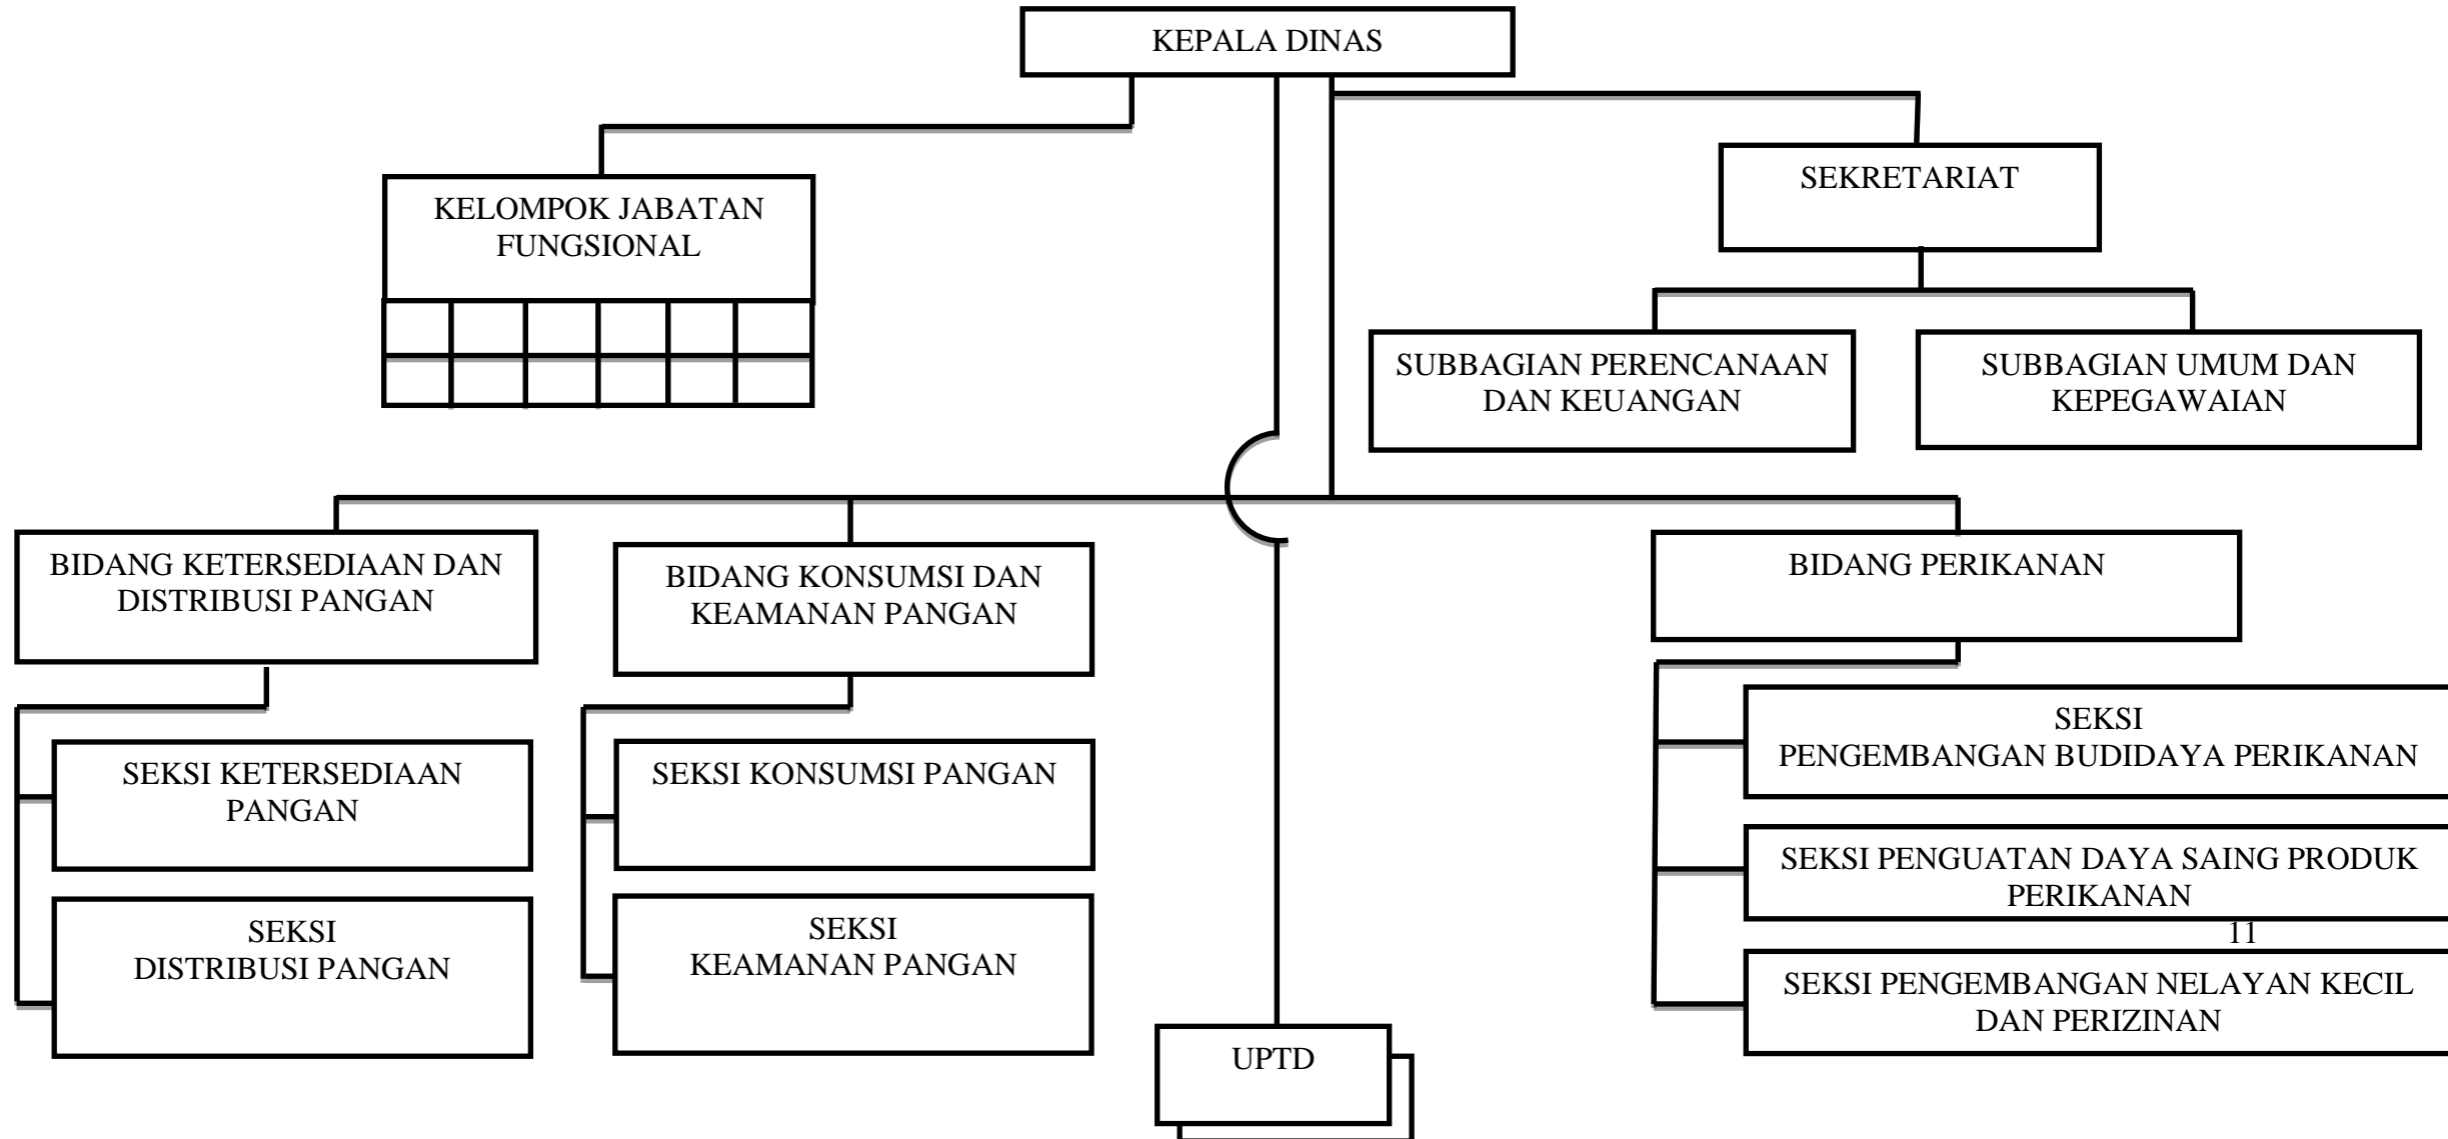 KEPALA DINAS
SEKRETARIAT
KELOMPOK JABATAN
FUNGSIONAL
SUBBAGIAN PERENCANAAN
DAN KEUANGAN
SUBBAGIAN UMUM DAN
KEPEGAWAIAN
BIDANG KETERSEDIAAN DAN
DISTRIBUSI PANGAN
BIDANG KONSUMSI DAN
KEAMANAN PANGAN
BIDANG PERIKANAN
SEKSI KETERSEDIAAN
PANGAN
SEKSI
DISTRIBUSI PANGAN
SEKSI KONSUMSI PANGAN
SEKSI
KEAMANAN PANGAN
SEKSI
PENGEMBANGAN BUDIDAYA PERIKANAN
SEKSI PENGUATAN DAYA SAING PRODUK
PERIKANAN
11
SEKSI PENGEMBANGAN NELAYAN KECIL
DAN PERIZINAN
UPTD